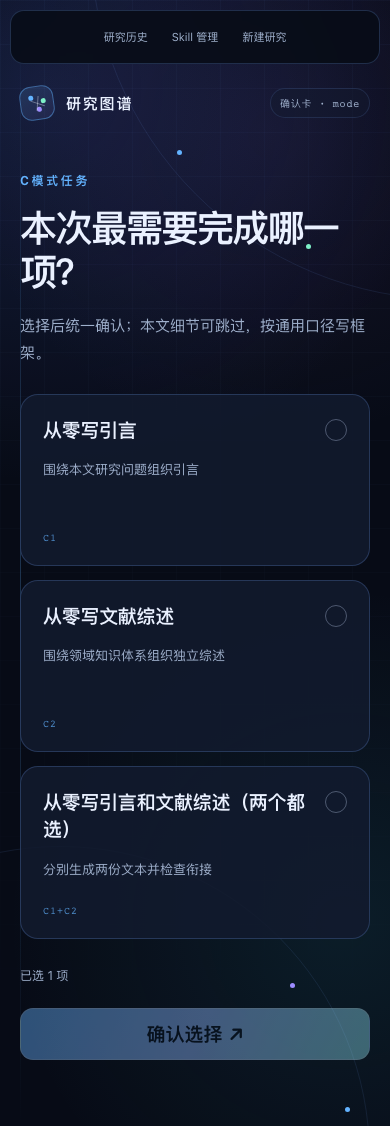 研究历史 Skill 管理 新建研究
研究图谱
确认卡 · mode
C模式任务
本次最需要完成哪一
项?
选择后统一确认；本文细节可跳过，按通用口径写框
架。
从零写引言
围绕本文研究问题组织引言
C1
从零写文献综述
围绕领域知识体系组织独立综述
C2
从零写引言和文献综述（两个都
选）
分别生成两份文本并检查衔接
C1+C2
已选 1 项
确认选择 ↗